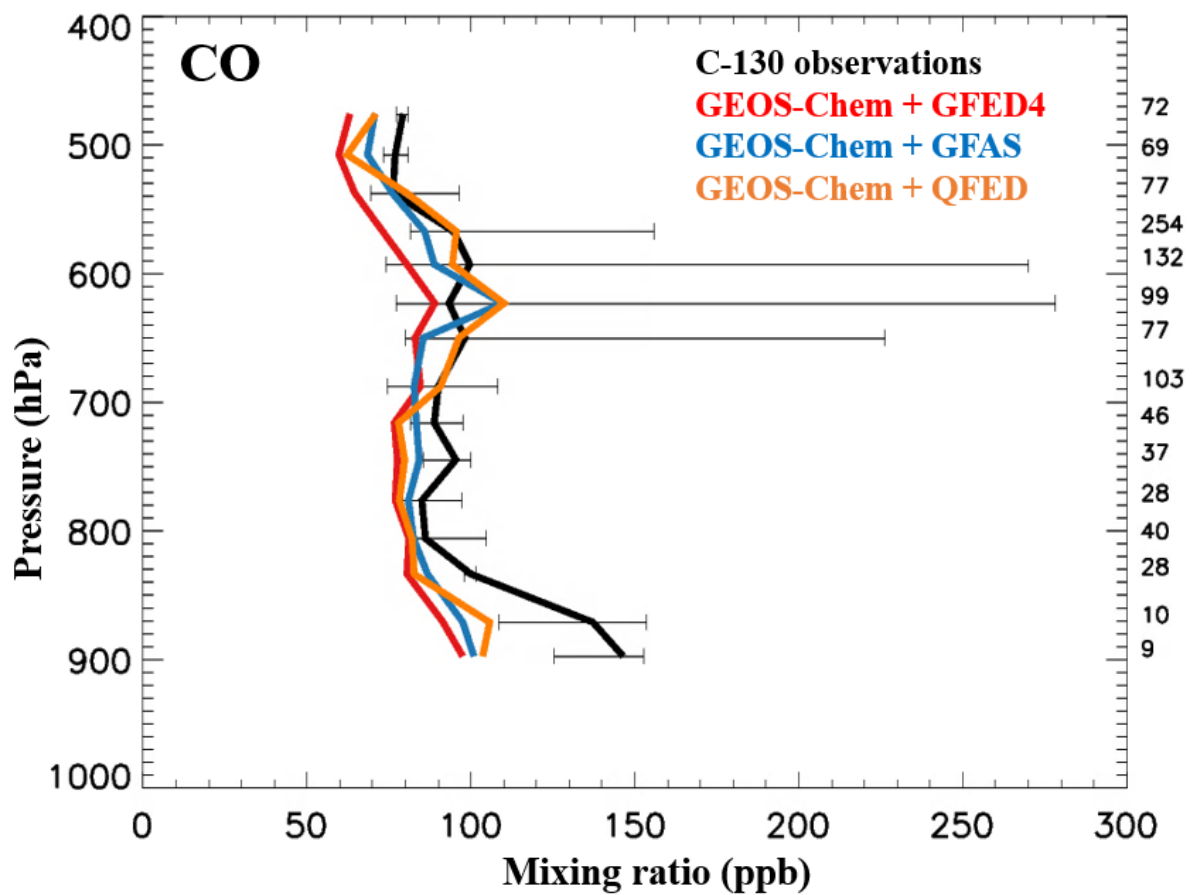 CO
C-130 observations
GEOS-Chem + GFED4
GEOS-Chem + GFAS
GEOS-Chem + QFED
400
500
600
700
800
900
1000
Pressure (hPa)
72
69
77
254
132
99
77
103
46
37
28
40
28
10
9
0 50 100 150 200 250 300
Mixing ratio (ppb)